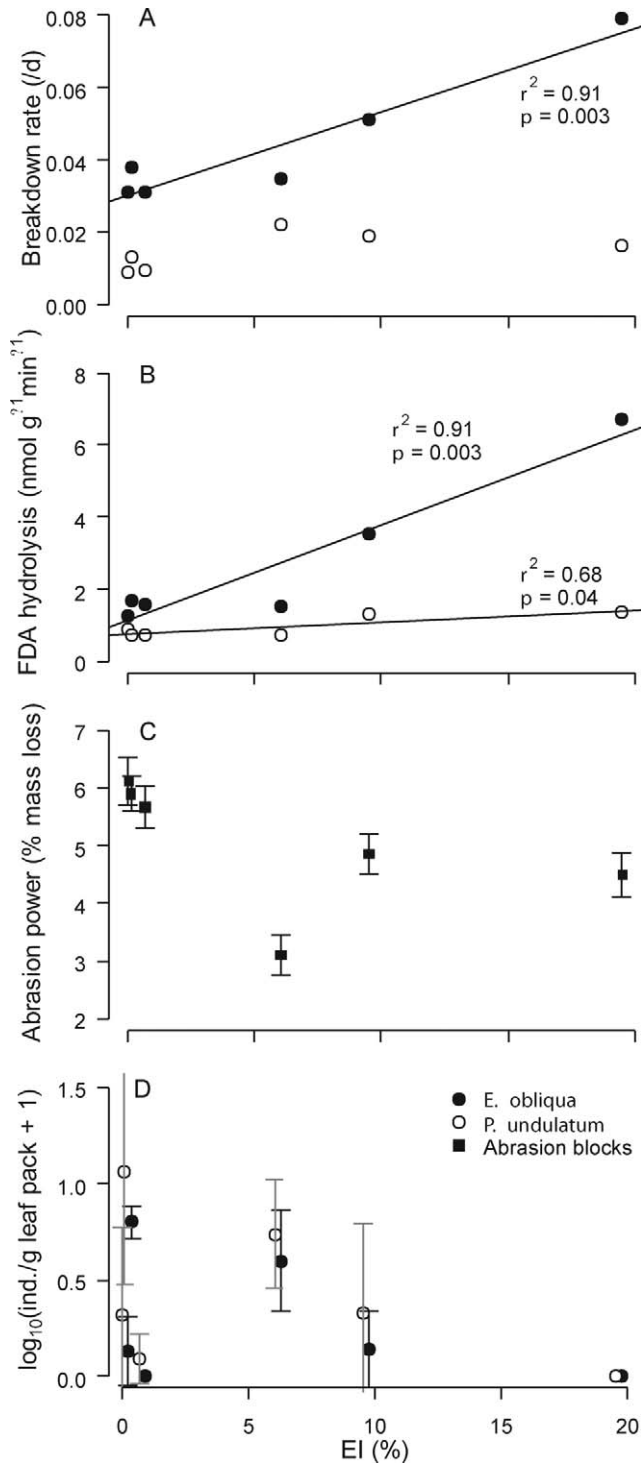 A
Breakdown rate (/d)
0.08
0.06
0.04
0.02
0.00
r² = 0.91
p = 0.003
B
FDA hydrolysis (nmol g?1min?1)
8
6
4
2
0
r² = 0.91
p = 0.003
r² = 0.68
p = 0.04
C
Abrasion power (% mass loss)
7
6
5
4
3
2
D
log₁₀(ind./g leaf pack + 1)
1.5
1.0
0.5
0.0
E. obliqua
P. undulatum
Abrasion blocks
0 5 10 15 20
EI (%)